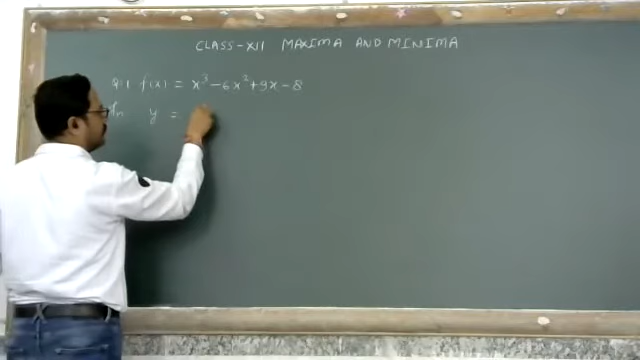 CLASS-XII MAXIMA AND MINIMA
Q.1 f(x) = x³ - 6x² + 9x - 8
y =